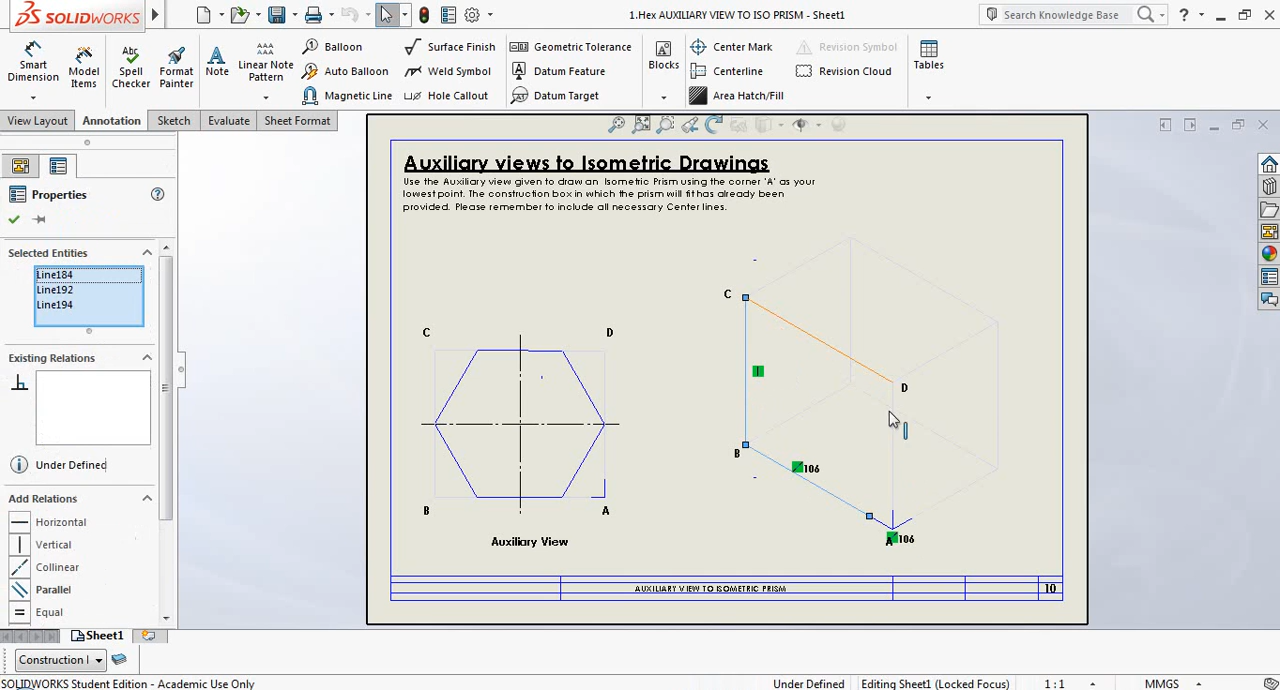 SOLIDWORKS
1.Hex AUXILIARY VIEW TO ISO PRISM - Sheet1
Search Knowledge Base
?
Smart Dimension
Model Items
Abc
Spell Checker
Format Painter
Note
Linear Note Pattern
Balloon
Auto Balloon
Magnetic Line
Surface Finish
Weld Symbol
Hole Callout
Geometric Tolerance
Datum Feature
Datum Target
Blocks
Center Mark
Centerline
Area Hatch/Fill
Revision Symbol
Revision Cloud
Tables
View Layout
Annotation
Sketch
Evaluate
Sheet Format
Properties
Selected Entities
Line184
Line192
Line194
Existing Relations
Under Defined
Add Relations
Horizontal
Vertical
Collinear
Parallel
Equal
Auxiliary views to Isometric Drawings
Use the Auxiliary view given to draw an Isometric Prism using the corner 'A' as your
lowest point. The construction box in which the prism will fit has already been
provided. Please remember to include all necessary Center lines.
C
D
B
A
Auxiliary View
C
D
B
106
A
106
AUXILIARY VIEW TO ISOMETRIC PRISM
10
Sheet1
Construction l
SOLIDWORKS Student Edition - Academic Use Only
Under Defined
Editing Sheet1 (Locked Focus)
1 : 1
MMGS